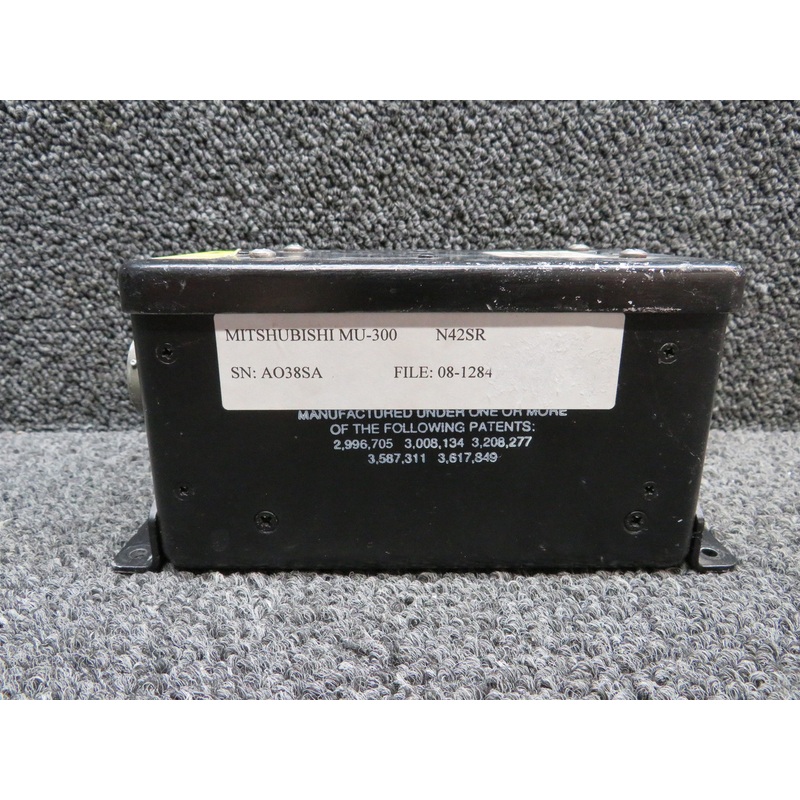 MITSHUBISHI MU-300 N42SR
SN: AO38SA FILE: 08-1284
MANUFACTURED UNDER ONE OR MORE
OF THE FOLLOWING PATENTS:
2,996,705 3,008,134 3,208,277
3,587,311 3,617,849